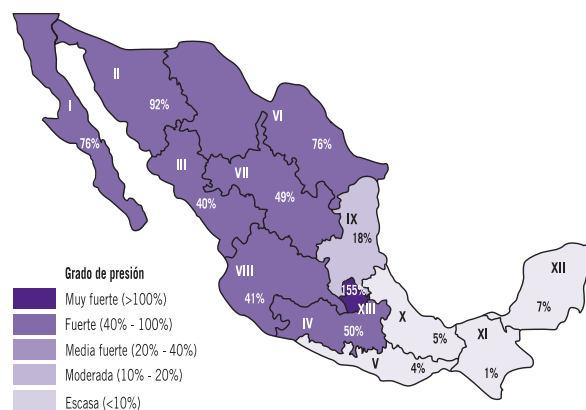 II
92%
I
76%
VI
76%
III
VII
40%
49%
IX
18%
VIII
41%
155%
XIII
IV
50%
X
5%
V
4%
XI
1%
XII
7%
Grado de presión
Muy fuerte (>100%)
Fuerte (40% - 100%)
Media fuerte (20% - 40%)
Moderada (10% - 20%)
Escasa (<10%)